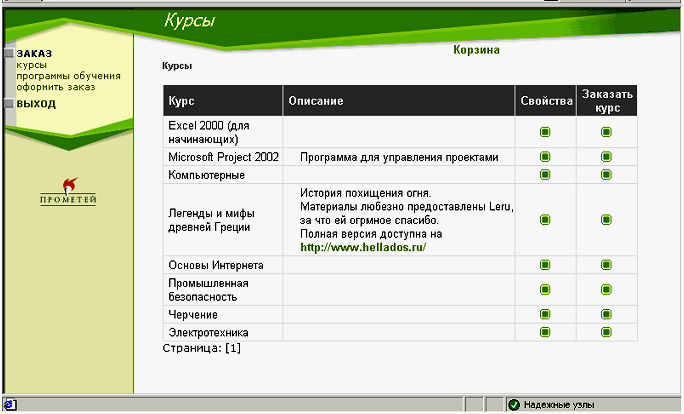 Курсы
Корзина
ЗАКАЗ
курсы
программы обучения
оформить заказ
ВЫХОД
ПРОМЕТЕЙ
Курсы
Курс Описание Свойства Заказать
курс
Excel 2000 (для
начинающих)
Microsoft Project 2002 Программа для управления проектами
Компьютерные
Легенды и мифы
древней Греции
История похищения огня.
Материалы любезно предоставлены Leru,
за что ей огрмное спасибо.
Полная версия доступна на
http://www.hellados.ru/
Основы Интернета
Промышленная
безопасность
Черчение
Электротехника
Страница: [1]
Надежные узлы